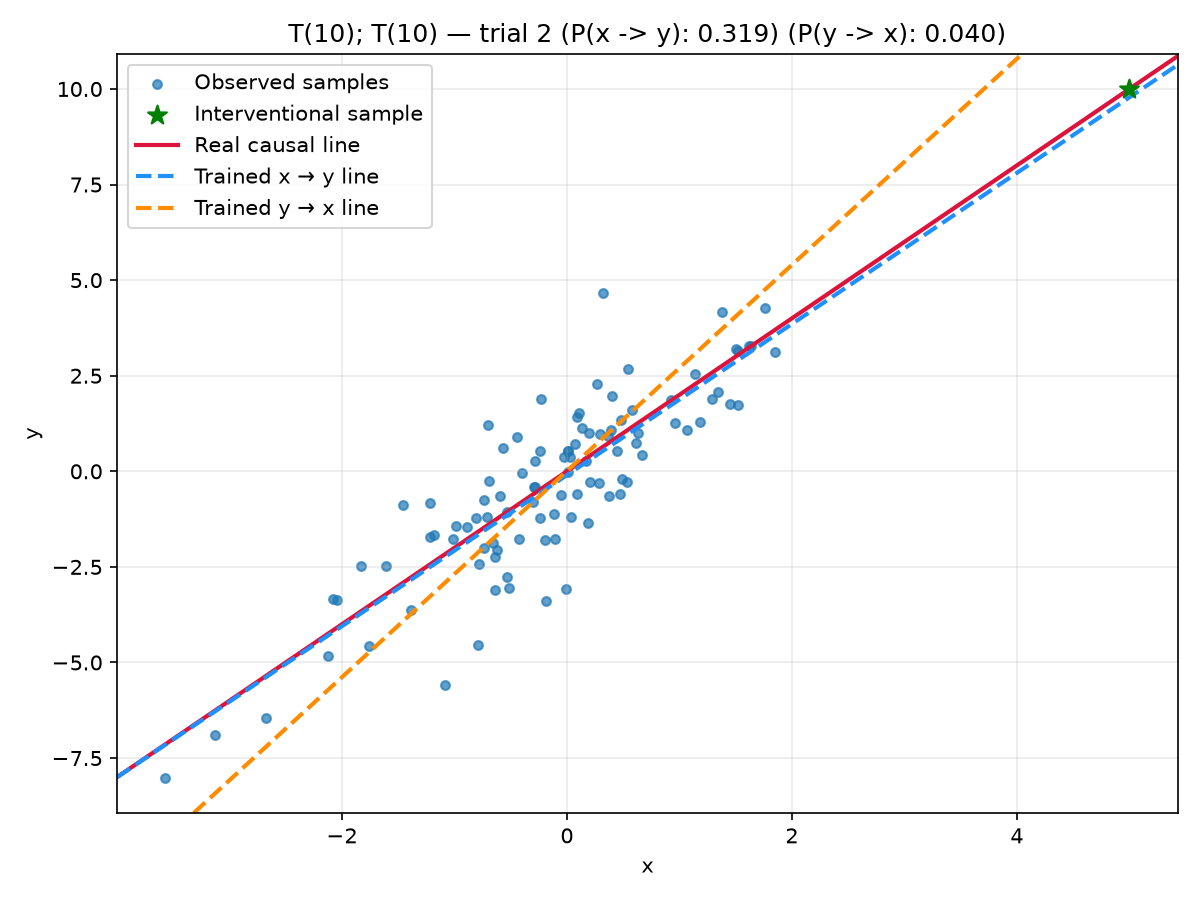 T(10); T(10) — trial 2 (P(x -> y): 0.319) (P(y -> x): 0.040)
Observed samples
Interventional sample
Real causal line
Trained x → y line
Trained y → x line
10.0
7.5
5.0
2.5
0.0
−2.5
−5.0
−7.5
y
−2
0
2
4
x